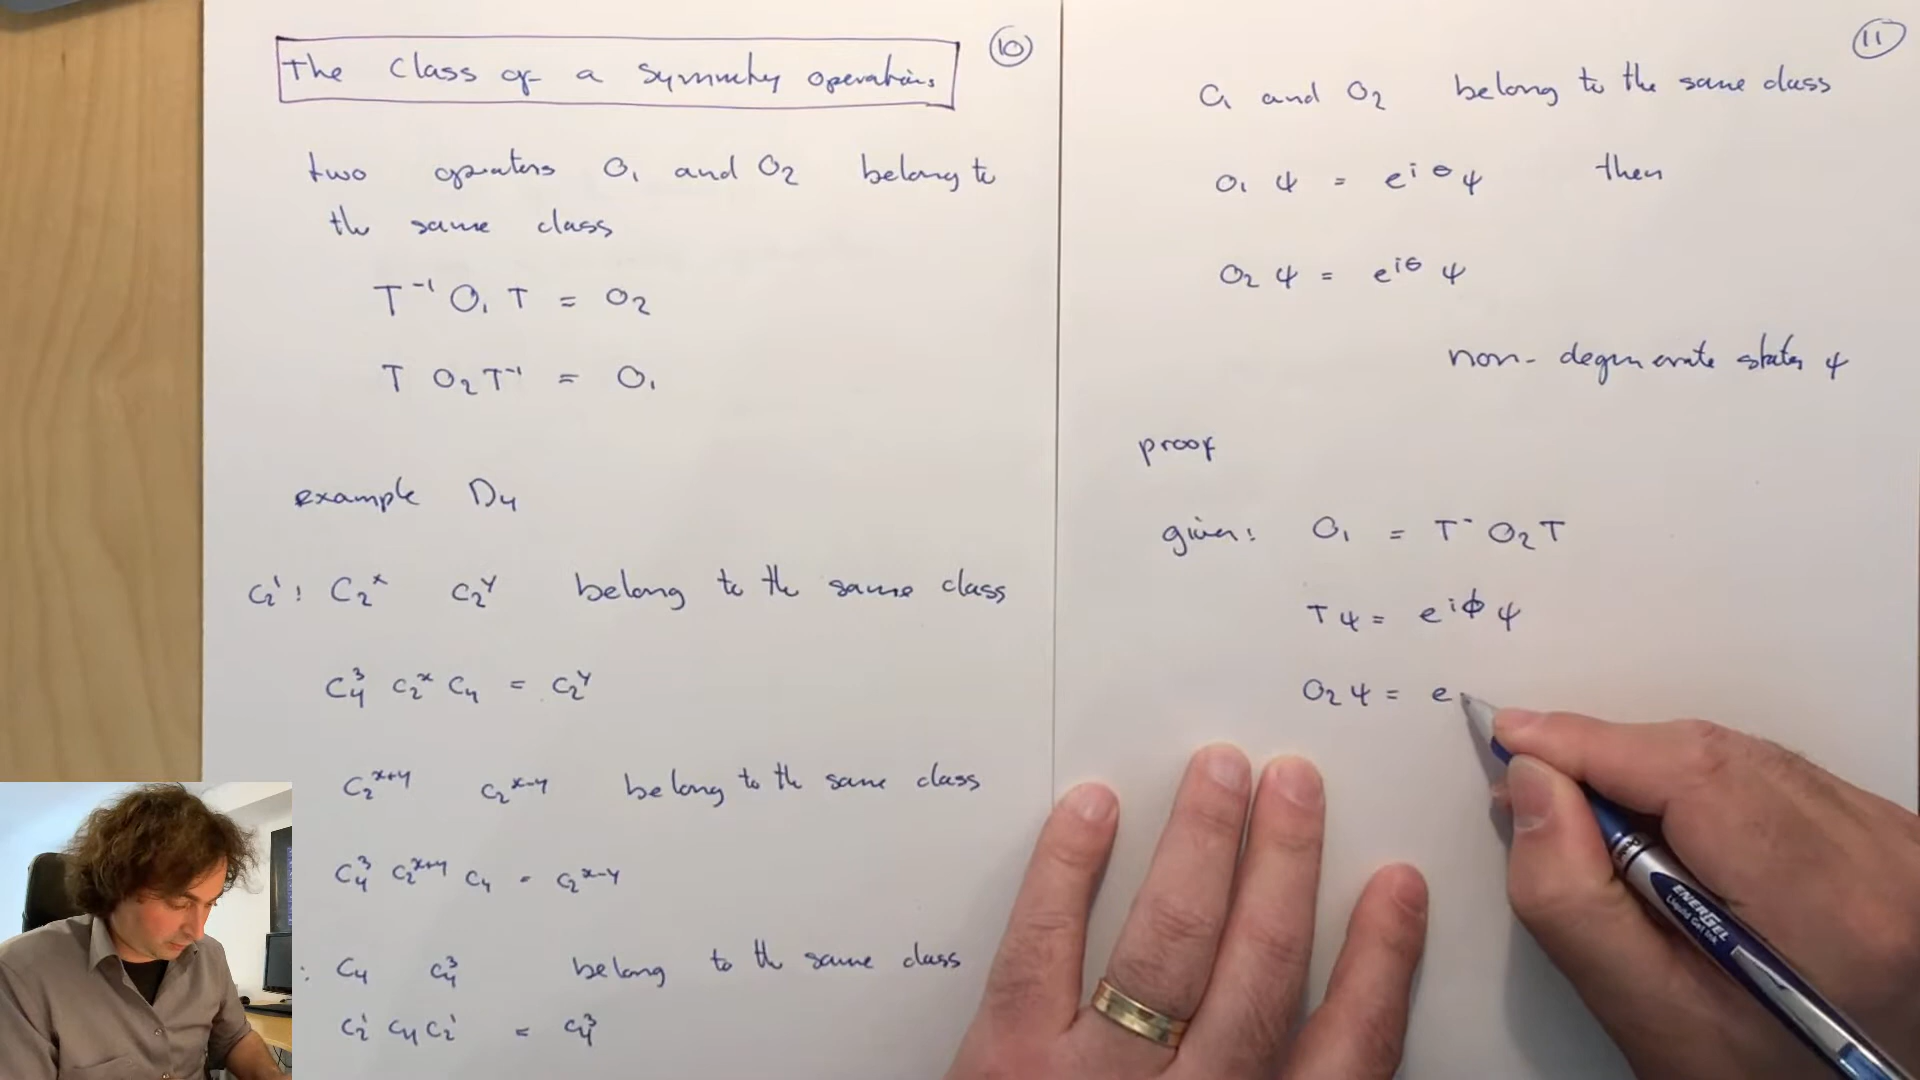 The Class of a Symmetry operations
10
two operators O₁ and O₂ belong to
the same class
T⁻¹ O₁ T = O₂
T O₂ T⁻¹ = O₁
example D₄
C₂' : C₂ˣ C₂ʸ belong to the same class
C₄³ C₂ˣ C₄ = C₂ʸ
C₂ˣ⁺ʸ C₂ˣ⁻ʸ belong to the same class
C₄³ C₂ˣ⁺ʸ C₄ = C₂ˣ⁻ʸ
: C₄ C₄³ belong to the same class
C₂' C₄ C₂' = C₄³
11
O₁ and O₂ belong to the same class
O₁ ψ = e^{iθ} ψ then
O₂ ψ = e^{iθ} ψ
non-degenerate states ψ
proof
given: O₁ = T⁻ O₂ T
T ψ = e^{iϕ} ψ
O₂ ψ = e
ENERGEL
Liquid Gel Ink